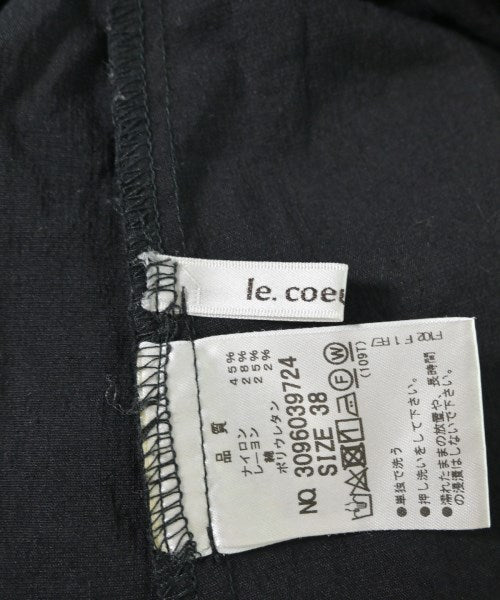 le. coeu
品 質
ナイロン 45%
レーヨン 28%
綿 25%
ポリウレタン 2%
NO. 3096039724
SIZE 38
F W
(109T)
●単独で洗う
●押し洗いをして下さい。
●濡れたままの放置や、長時間
の浸漬はしないで下さい。